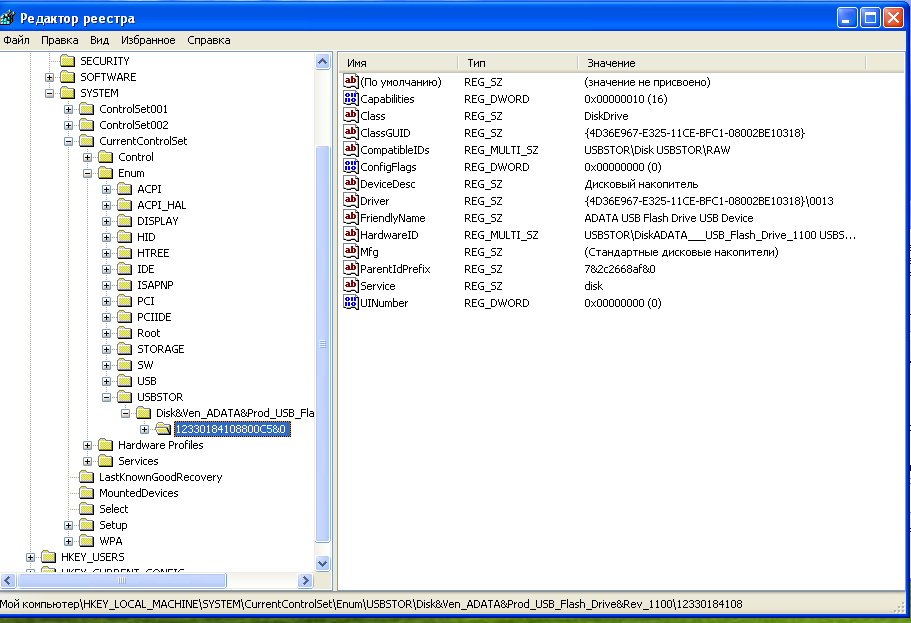 Редактор реестра
Файл Правка Вид Избранное Справка
SECURITY
SOFTWARE
SYSTEM
ControlSet001
ControlSet002
CurrentControlSet
Control
Enum
ACPI
ACPI_HAL
DISPLAY
HID
HTREE
IDE
ISAPNP
PCI
PCIIDE
Root
STORAGE
SW
USB
USBSTOR
Disk&Ven_ADATA&Prod_USB_Fla
12330184108800C5&0
Hardware Profiles
Services
LastKnownGoodRecovery
MountedDevices
Select
Setup
WPA
HKEY_USERS
HKEY_CURRENT_CONFIG
Имя Тип Значение
(По умолчанию) REG_SZ (значение не присвоено)
Capabilities REG_DWORD 0x00000010 (16)
Class REG_SZ DiskDrive
ClassGUID REG_SZ {4D36E967-E325-11CE-BFC1-08002BE10318}
CompatibleIDs REG_MULTI_SZ USBSTOR\Disk USBSTOR\RAW
ConfigFlags REG_DWORD 0x00000000 (0)
DeviceDesc REG_SZ Дисковый накопитель
Driver REG_SZ {4D36E967-E325-11CE-BFC1-08002BE10318}\0013
FriendlyName REG_SZ ADATA USB Flash Drive USB Device
HardwareID REG_MULTI_SZ USBSTOR\DiskADATA___USB_Flash_Drive_1100 USBS...
Mfg REG_SZ (Стандартные дисковые накопители)
ParentIdPrefix REG_SZ 7&2c2668af&0
Service REG_SZ disk
UINumber REG_DWORD 0x00000000 (0)
Мой компьютер\HKEY_LOCAL_MACHINE\SYSTEM\CurrentControlSet\Enum\USBSTOR\Disk&Ven_ADATA&Prod_USB_Flash_Drive&Rev_1100\12330184108